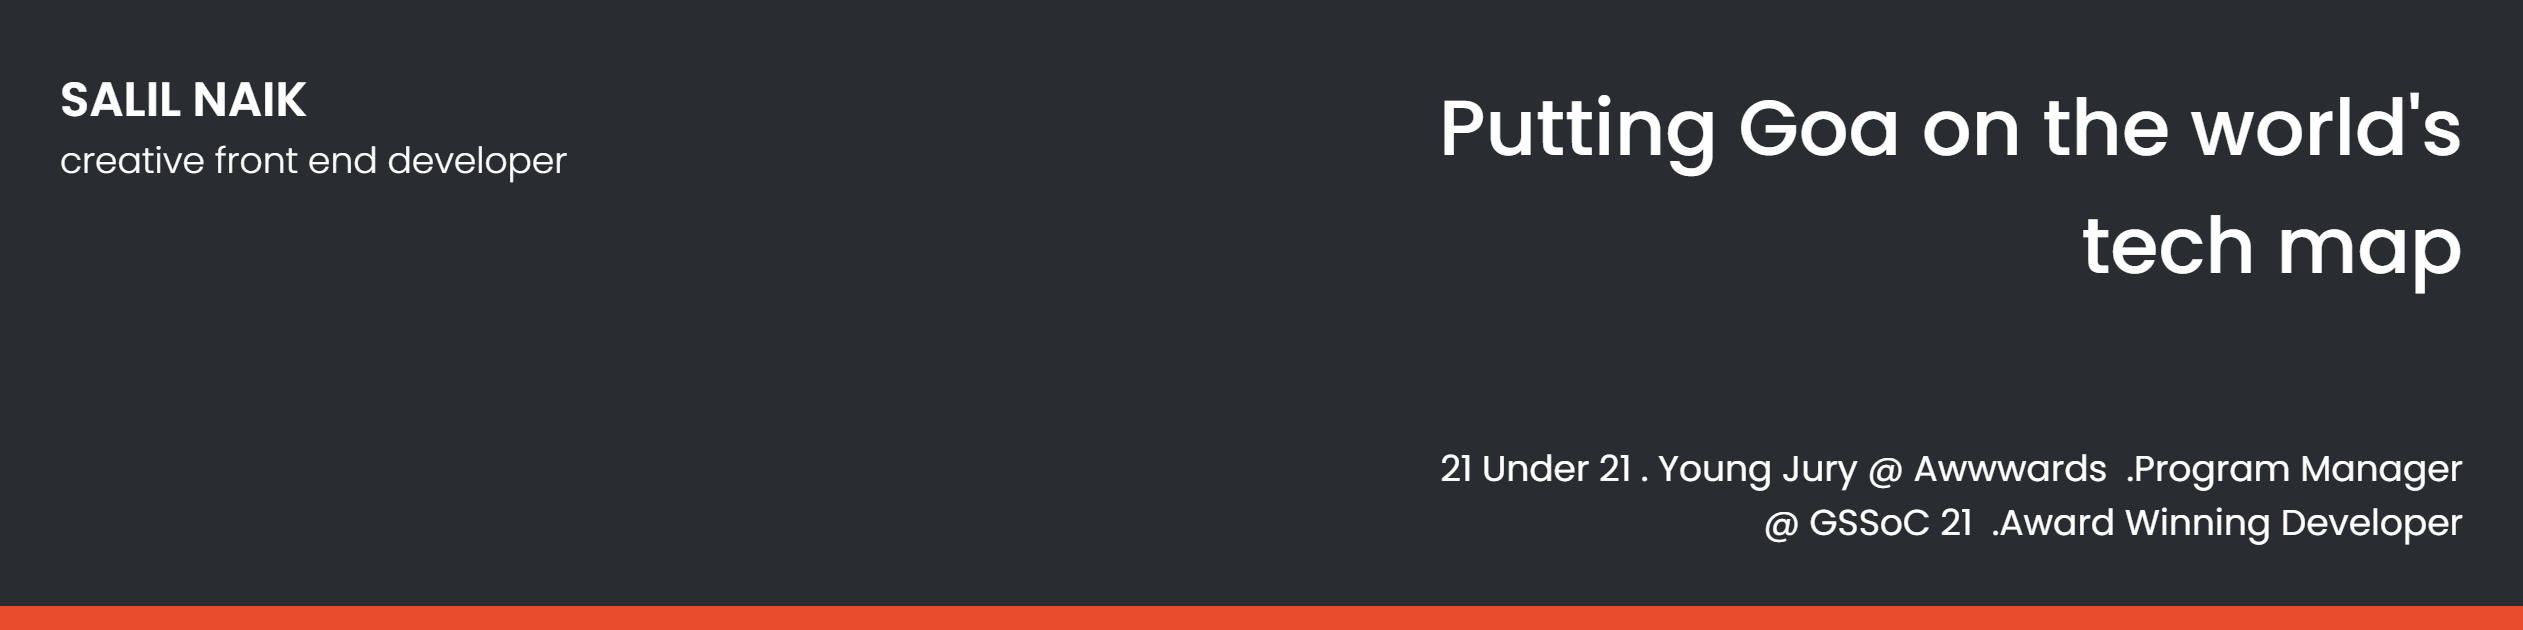 SALIL NAIK
creative front end developer
Putting Goa on the world's
tech map
21 Under 21 . Young Jury @ Awwwards  .Program Manager
@ GSSoC 21  .Award Winning Developer